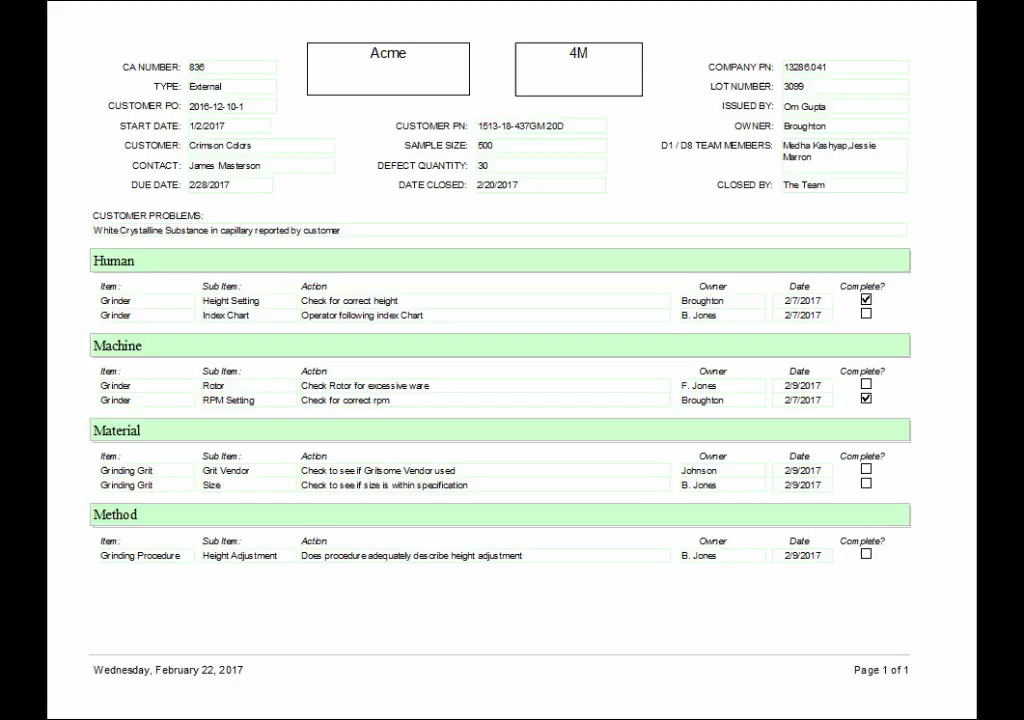 Acme
4M
CA NUMBER: 836
COMPANY PN: 13286.041
TYPE: External
LOT NUMBER: 3099
CUSTOMER PO: 2016-12-10-1
ISSUED BY: Om Gupta
START DATE: 1/2/2017
CUSTOMER PN: 1513-18-437GM20D
OWNER: Broughton
CUSTOMER: Crimson Colors
SAMPLE SIZE: 500
D1 / D8 TEAM MEMBERS: Medha Kashyap,Jessie
Marron
CONTACT: James Masterson
DEFECT QUANTITY: 30
DUE DATE: 2/28/2017
DATE CLOSED: 2/20/2017
CLOSED BY: The Team
CUSTOMER PROBLEMS:
White Crystalline Substance in capillary reported by customer
Human
Item: Sub Item: Action Owner Date Complete?
Grinder Height Setting Check for correct height Broughton 2/7/2017
Grinder Index Chart Operator following index Chart B. Jones 2/7/2017
Machine
Item: Sub Item: Action Owner Date Complete?
Grinder Rotor Check Rotor for excessive ware F. Jones 2/9/2017
Grinder RPM Setting Check for correct rpm Broughton 2/7/2017
Material
Item: Sub Item: Action Owner Date Complete?
Grinding Grit Grit Vendor Check to see if Gritsome Vendor used Johnson 2/9/2017
Grinding Grit Size Check to see if size is within specification B. Jones 2/9/2017
Method
Item: Sub Item: Action Owner Date Complete?
Grinding Procedure Height Adjustment Does procedure adequately describe height adjustment B. Jones 2/9/2017
Wednesday, February 22, 2017
Page 1 of 1